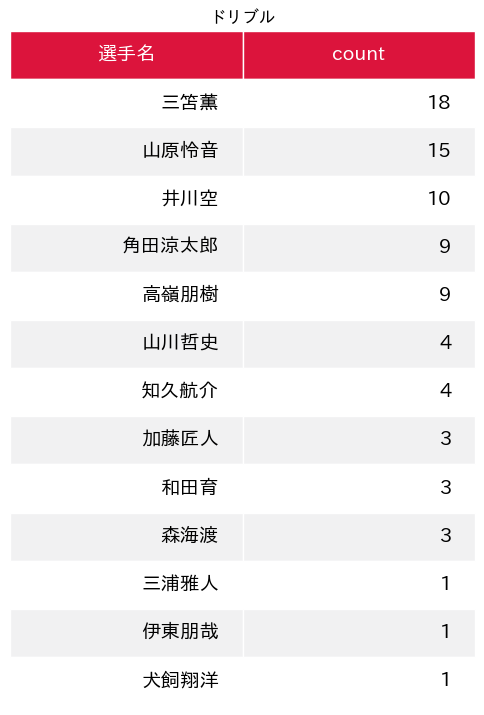 ドリブル
選手名 count
三笘薫 18
山原怜音 15
井川空 10
角田涼太郎 9
高嶺朋樹 9
山川哲史 4
知久航介 4
加藤匠人 3
和田育 3
森海渡 3
三浦雅人 1
伊東朋哉 1
犬飼翔洋 1